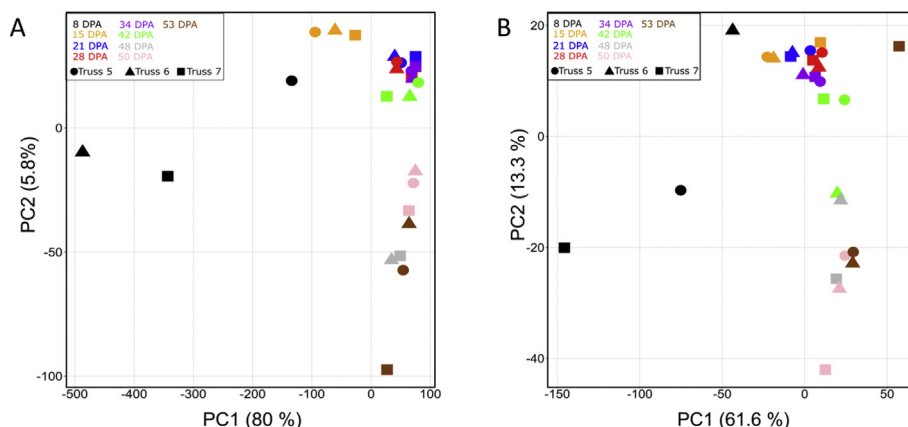 A
8 DPA 34 DPA 53 DPA
15 DPA 42 DPA
21 DPA 48 DPA
28 DPA 50 DPA
Truss 5 Truss 6 Truss 7
0
-50
-100
PC2 (5.8%)
-500 -400 -300 -200 -100 0 100
PC1 (80 %)
B
8 DPA 34 DPA 53 DPA
15 DPA 42 DPA
21 DPA 48 DPA
28 DPA 50 DPA
Truss 5 Truss 6 Truss 7
20
0
-20
-40
PC2 (13.3 %)
-150 -100 -50 0 50
PC1 (61.6 %)